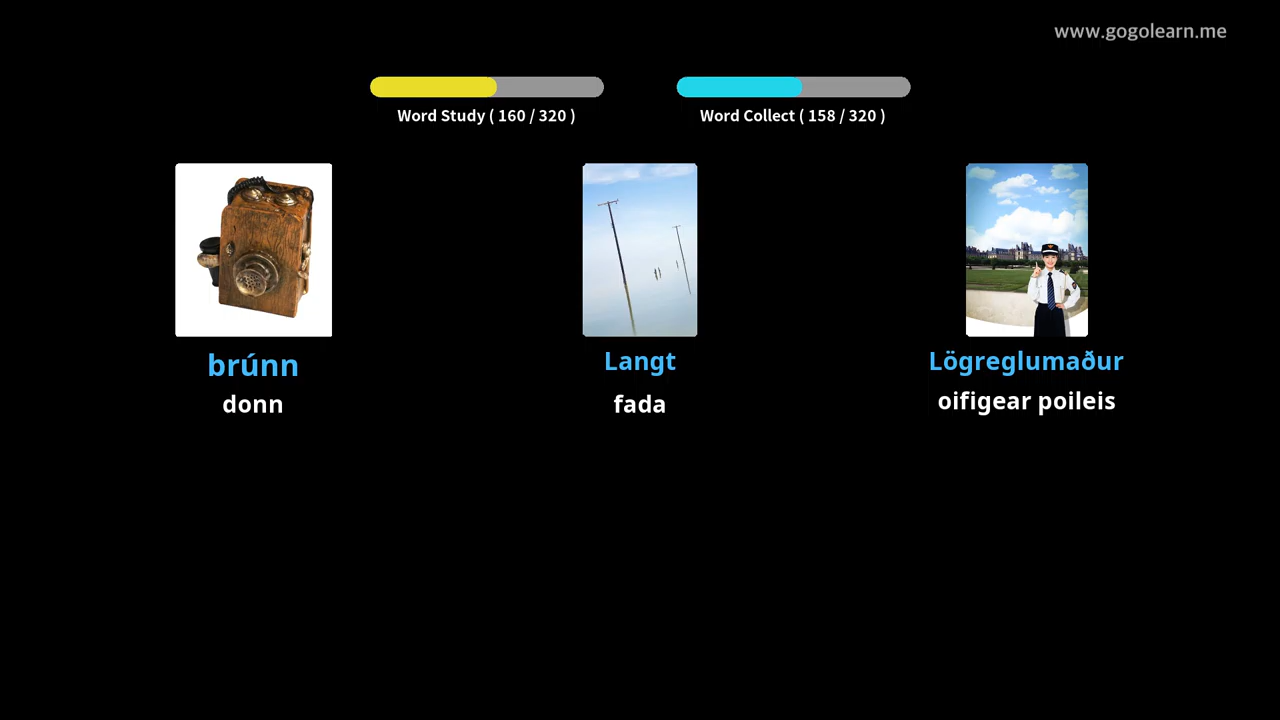 www.gogolearn.me
Word Study ( 160 / 320 )
Word Collect ( 158 / 320 )
brúnn
donn
Langt
fada
Lögreglumaður
oifigear poileis